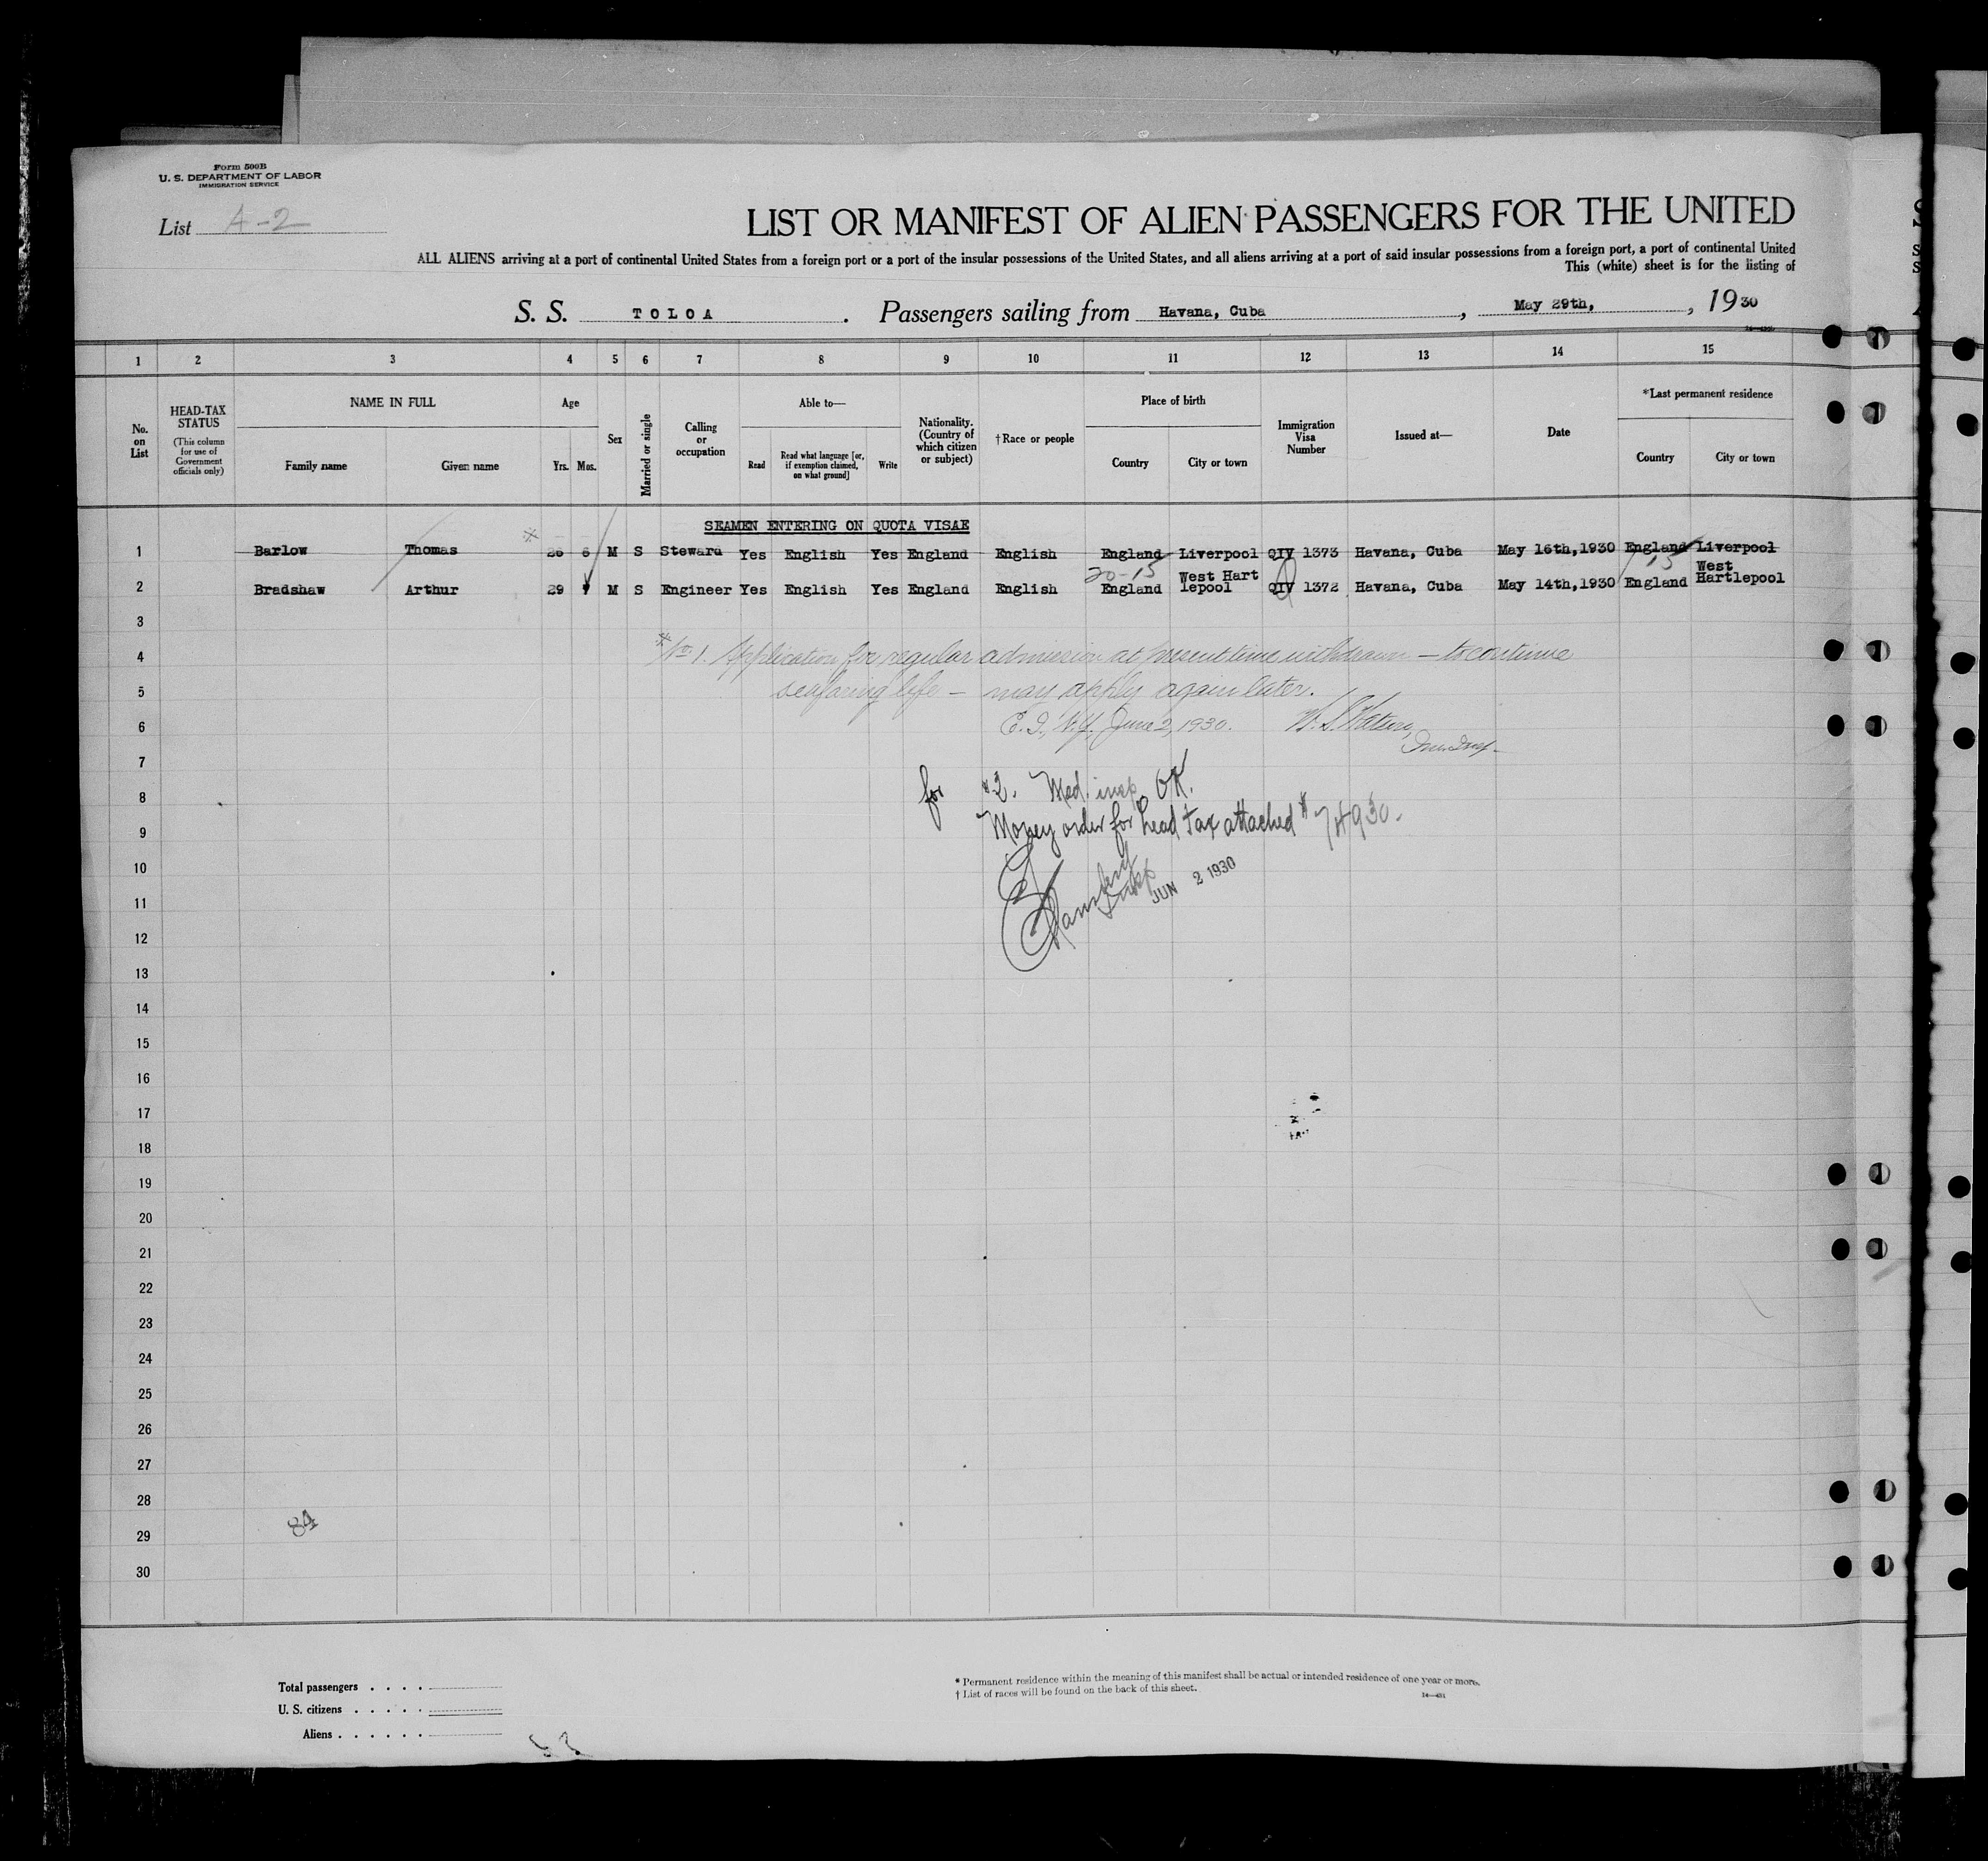 Form 500B
U. S. DEPARTMENT OF LABOR
IMMIGRATION SERVICE
List A-2
LIST OR MANIFEST OF ALIEN PASSENGERS FOR THE UNITED
ALL ALIENS arriving at a port of continental United States from a foreign port or a port of the insular possessions of the United States, and all aliens arriving at a port of said insular possessions from a foreign port, a port of continental United
This (white) sheet is for the listing of
S. S. TOLOA. Passengers sailing from Havana, Cuba, May 29th, , 1930
1 2 3 4 5 6 7 8 9 10 11 12 13 14 15
No. on List
HEAD-TAX STATUS (This column for use of Government officials only)
NAME IN FULL
Family name Given name
Age
Yrs. Mos.
Sex
Married or single
Calling or occupation
Able to—
Read
Read what language [or, if exemption claimed, on what ground]
Write
Nationality. (Country of which citizen or subject)
†Race or people
Place of birth
Country City or town
Immigration Visa Number
Issued at—
Date
*Last permanent residence
Country City or town
SEAMEN ENTERING ON QUOTA VISAE
1 Barlow Thomas 6 M S Steward Yes English Yes England English England Liverpool QIV 1373 Havana, Cuba May 16th,1930 England Liverpool
20-15
2 Bradshaw Arthur 29 M S Engineer Yes English Yes England English England West Hart lepool QIV 1372 Havana, Cuba May 14th,1930 England West Hartlepool
3
4 No. 1. Application for regular admission at present time withdrawn — to continue
5 seafaring life — may apply again later.
6 E. I., N.Y. June 2, 1930. W. S. Watson,
Imm. Insp.
7
8 for #2. Med. insp. OK.
9 Money order for head tax attached # 74930.
10 JUN 2 1930
11
12
13
14
15
16
17
18
19
20
21
22
23
24
25
26
27
28
84
29
30
Total passengers . . . .
U. S. citizens . . . . .
Aliens . . . . . .
* Permanent residence within the meaning of this manifest shall be actual or intended residence of one year or more.
† List of races will be found on the back of this sheet.